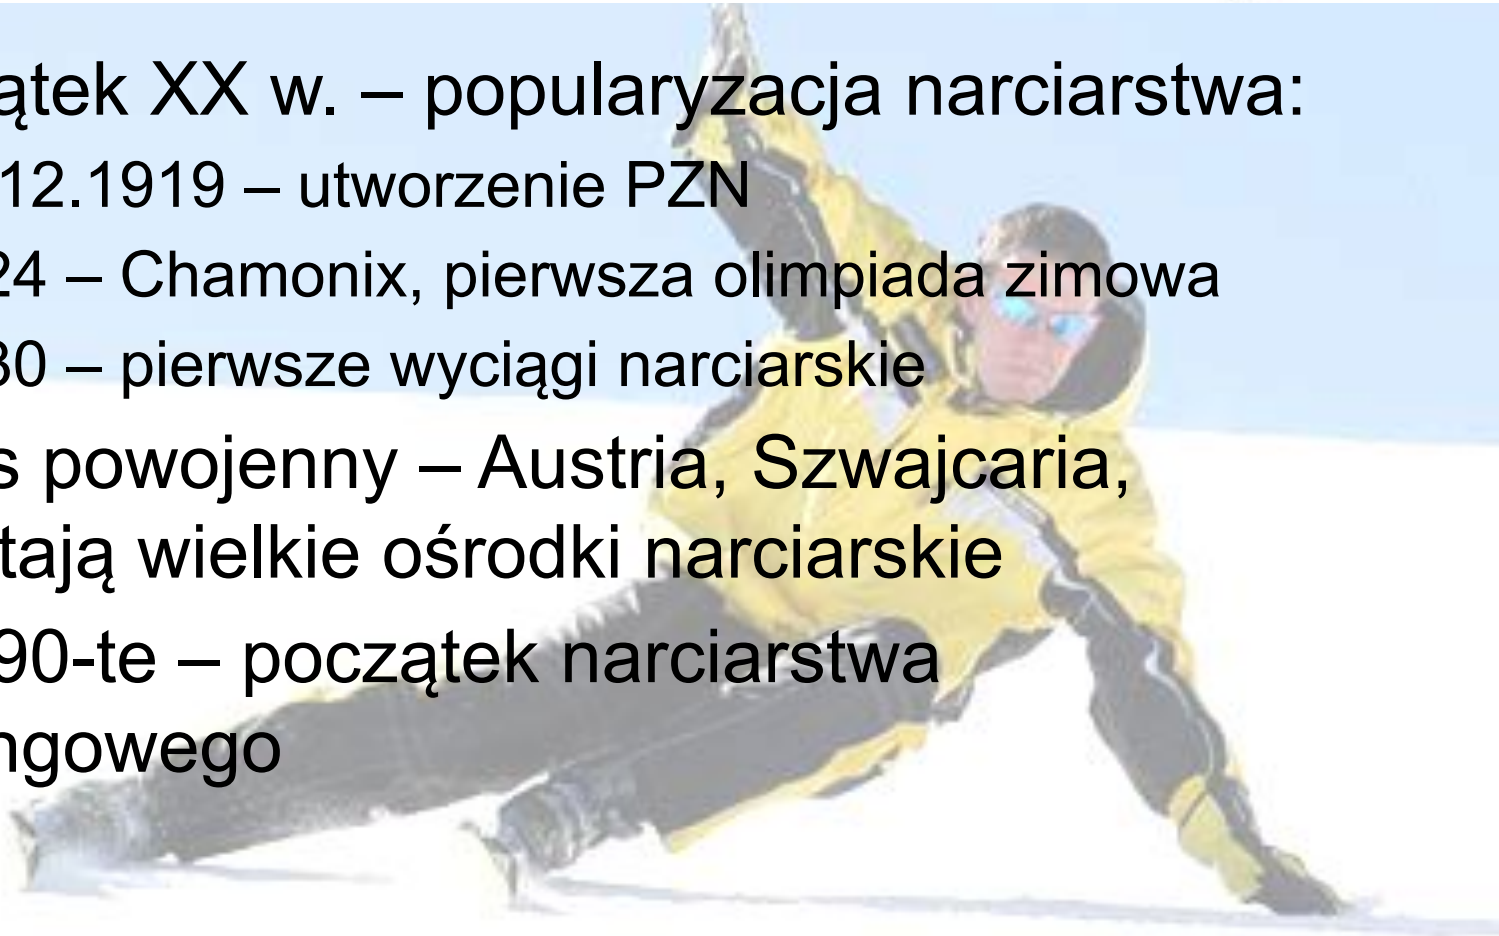 ątek XX w. – popularyzacja narciarstwa:
12.1919 – utworzenie PZN
24 – Chamonix, pierwsza olimpiada zimowa
30 – pierwsze wyciągi narciarskie
s powojenny – Austria, Szwajcaria,
tają wielkie ośrodki narciarskie
90-te – początek narciarstwa
ngowego